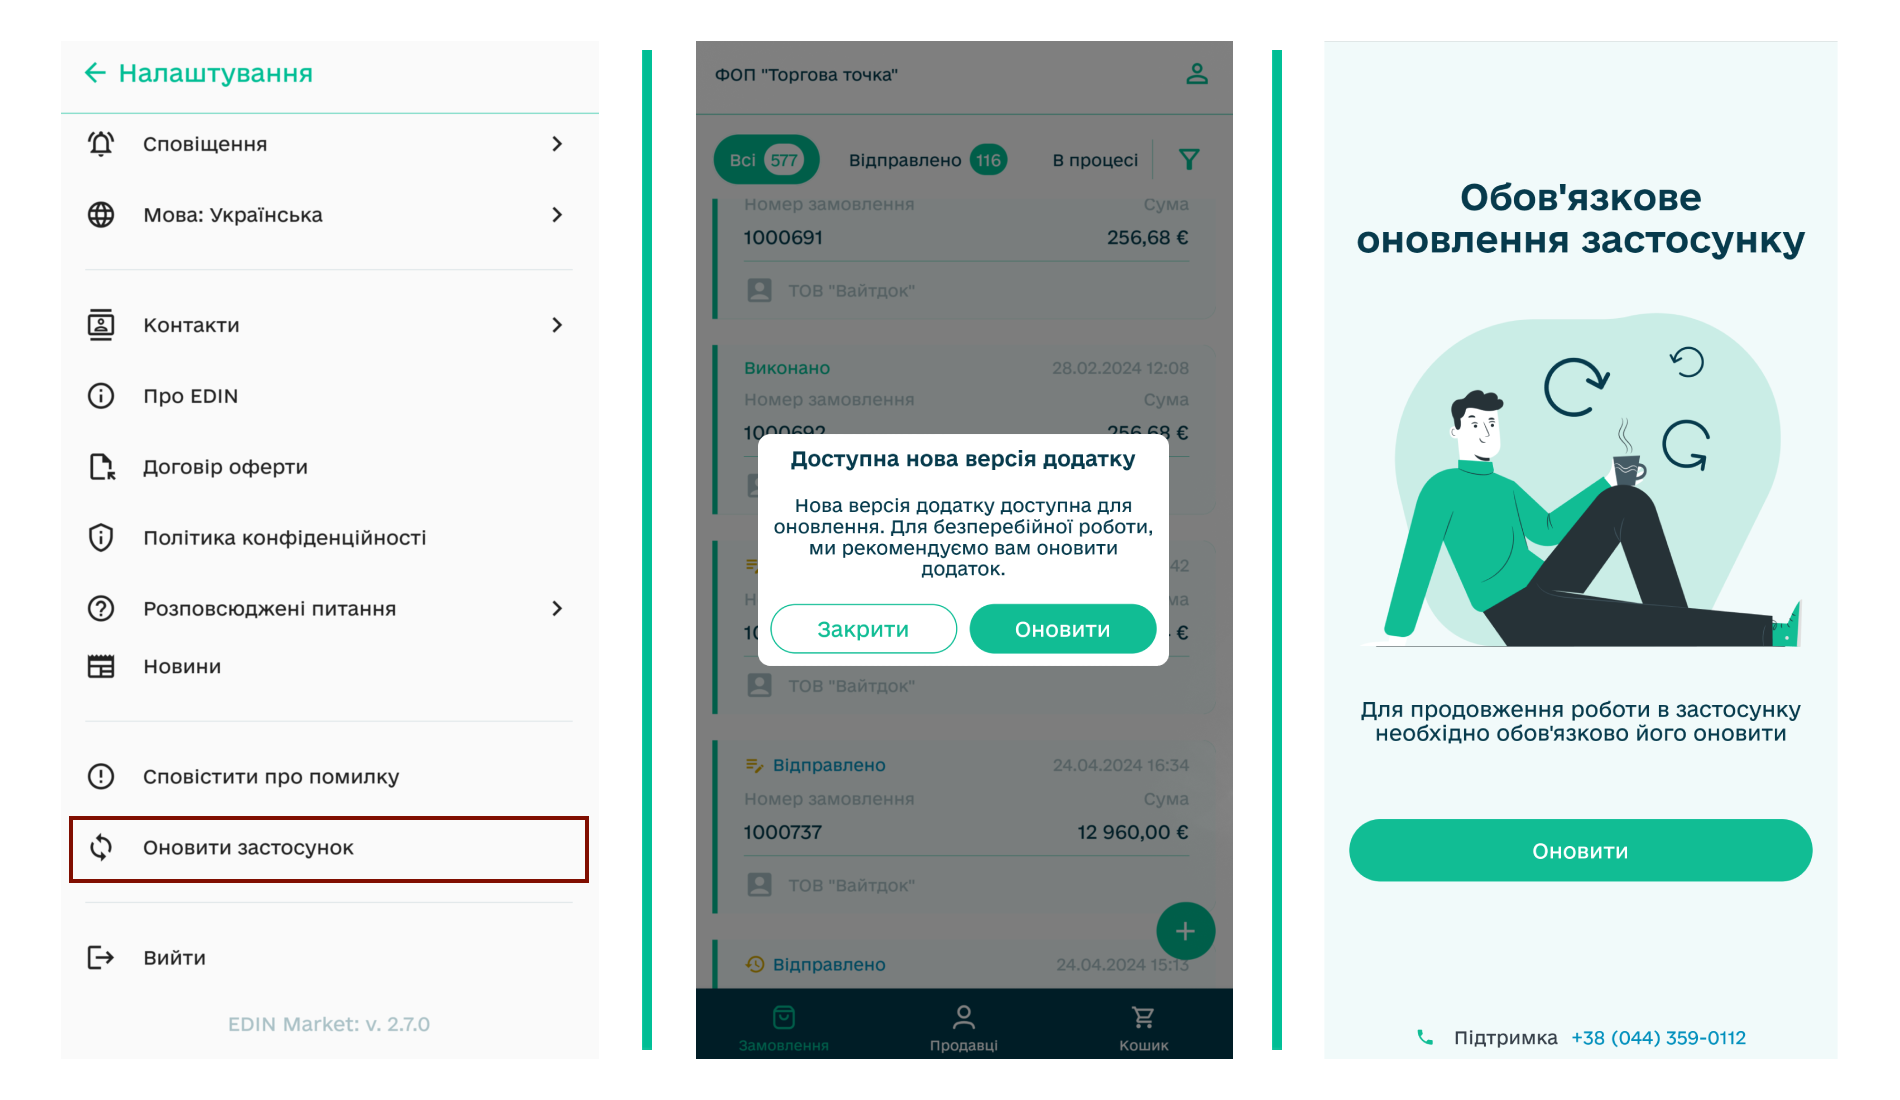 Налаштування
Сповіщення
Мова: Українська
Контакти
Про EDIN
Договір оферти
Політика конфіденційності
Розповсюджені питання
Новини
Сповістити про помилку
Оновити застосунок
Вийти
EDIN Market: v. 2.7.0
ФОП "Торгова точка"
Всі 577 Відправлено 116 В процесі
Номер замовлення Сума
1000691 256,68 €
ТОВ "Вайтдок"
Виконано 28.02.2024 12:08
Номер замовлення Сума
1000692 256,68 €
Доступна нова версія додатку
Нова версія додатку доступна для
оновлення. Для безперебійної роботи,
ми рекомендуємо вам оновити
додаток.
Закрити Оновити
ТОВ "Вайтдок"
Відправлено 24.04.2024 16:34
Номер замовлення Сума
1000737 12 960,00 €
ТОВ "Вайтдок"
Відправлено 24.04.2024 15:13
Замовлення Продавці Кошик
Обов'язкове
оновлення застосунку
Для продовження роботи в застосунку
необхідно обов'язково його оновити
Оновити
Підтримка +38 (044) 359-0112